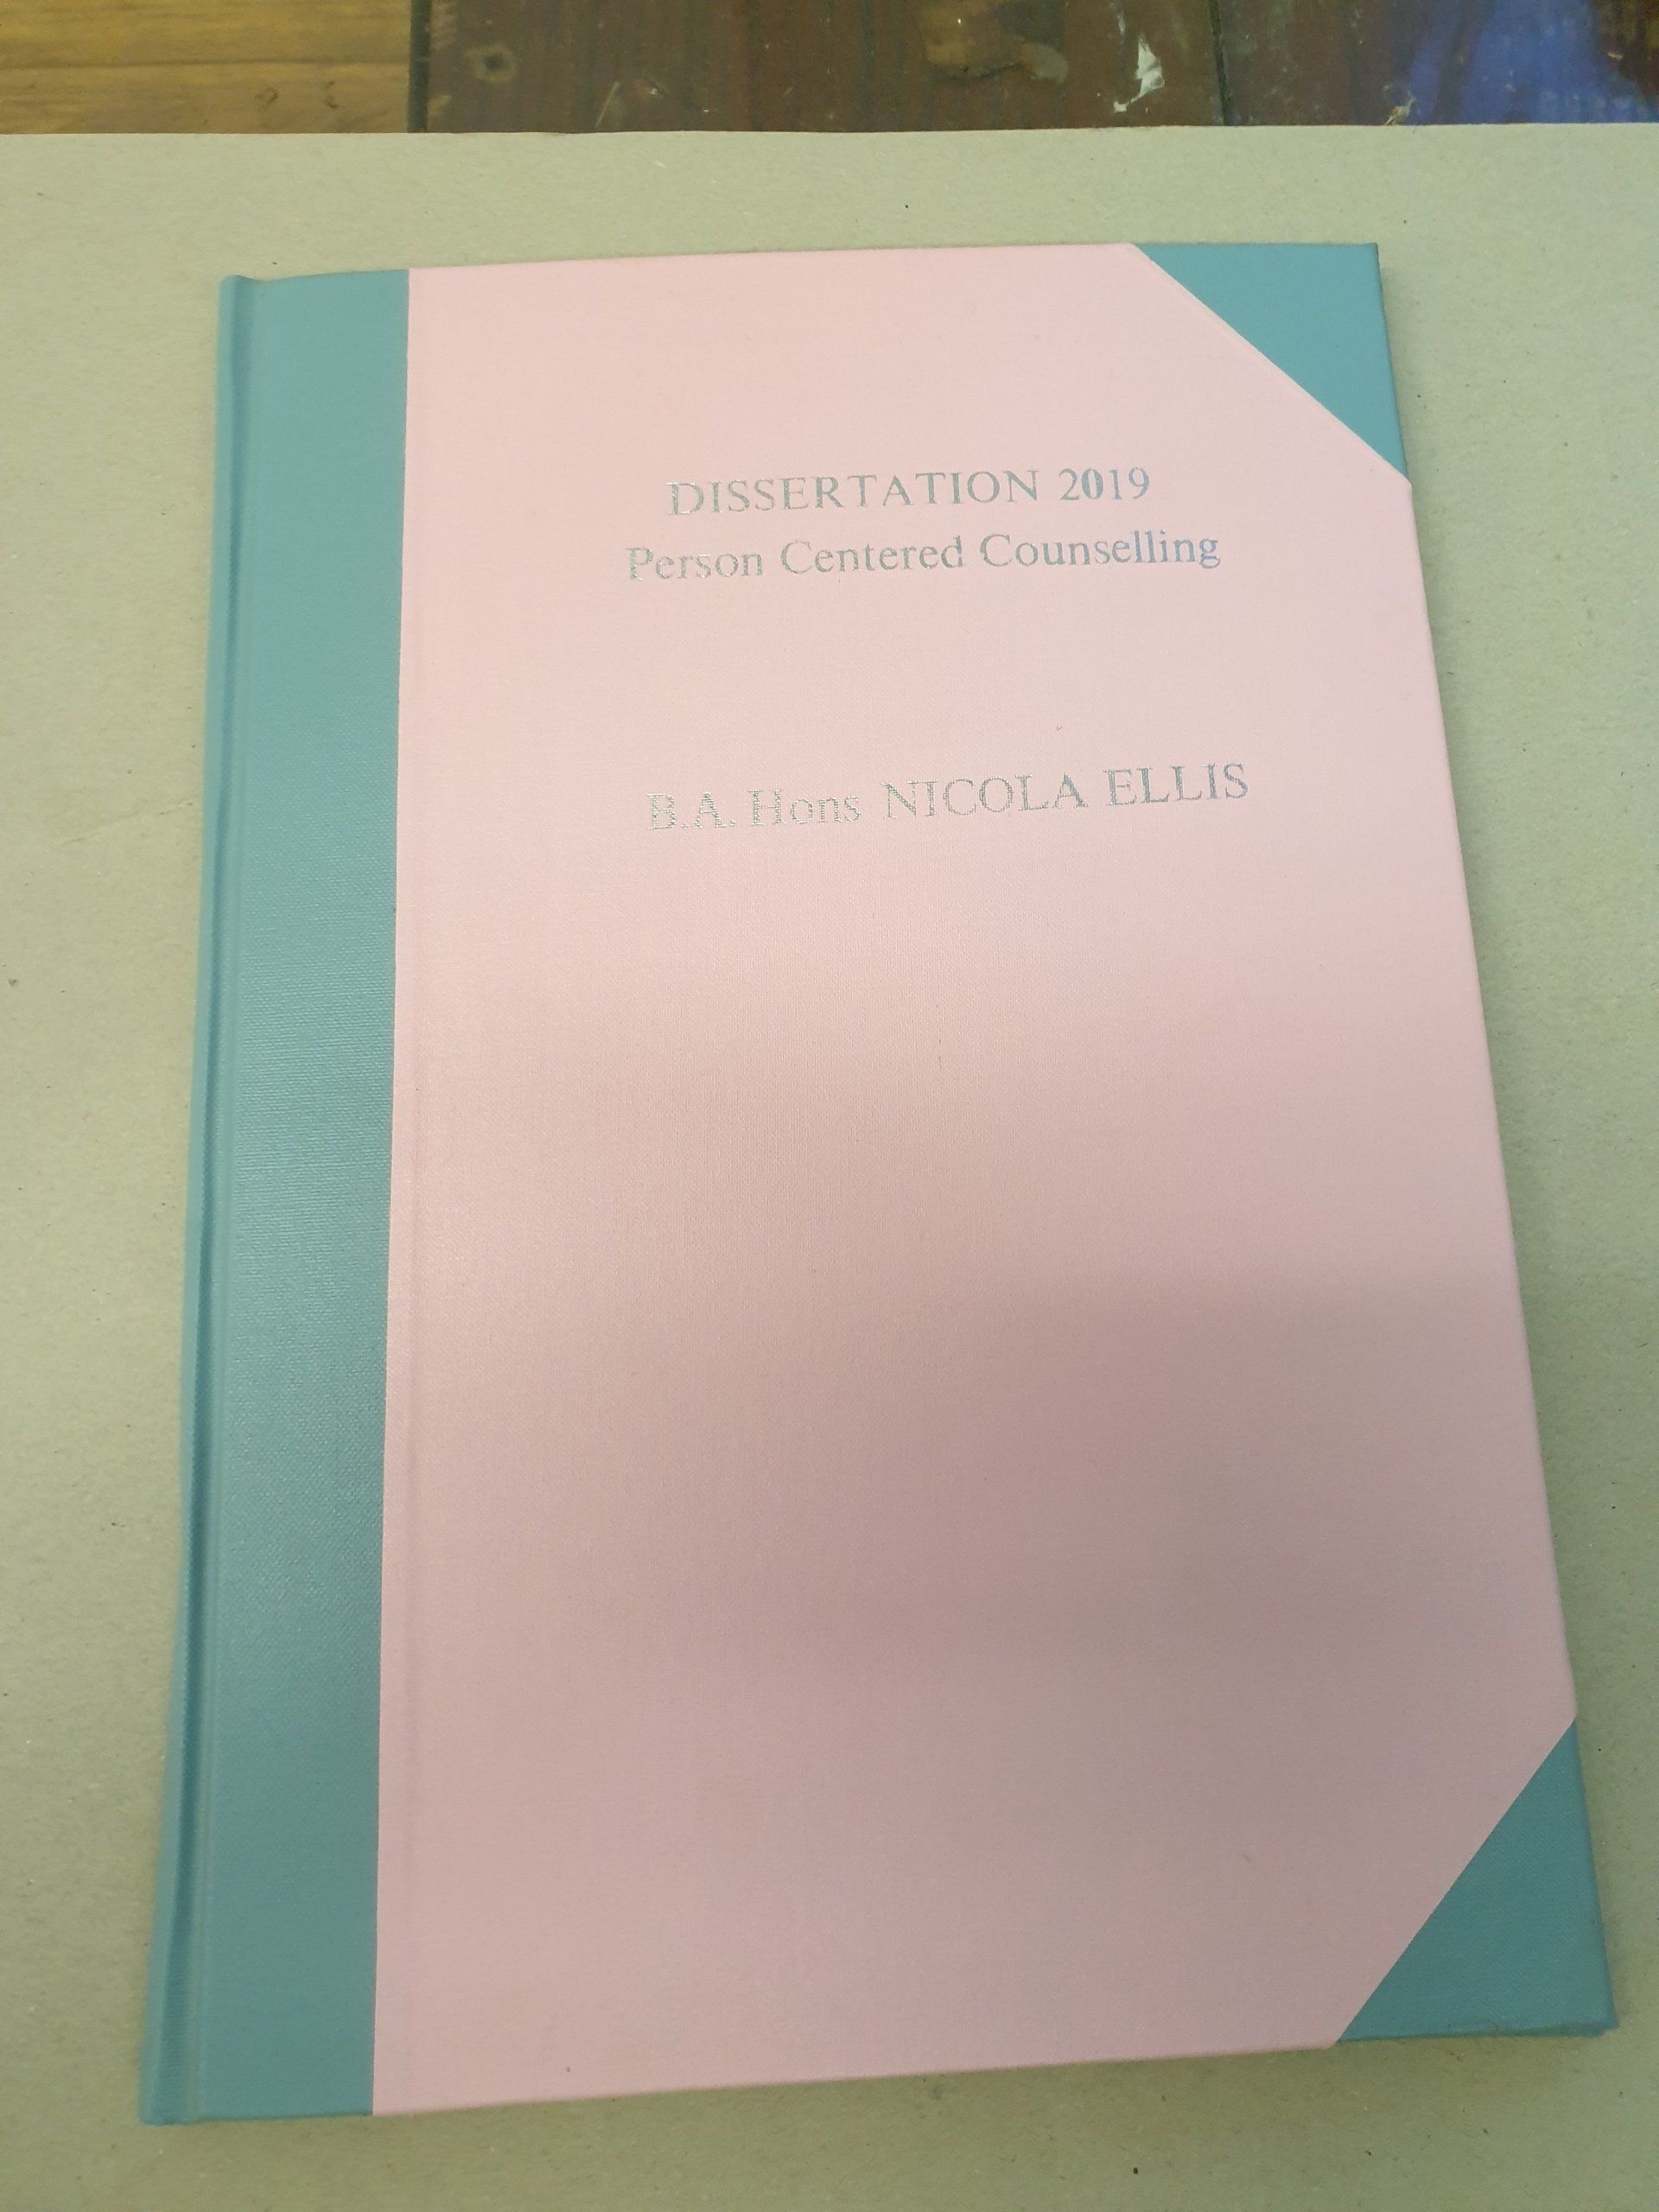 DISSERTATION 2019
Person Centered Counselling
B.A. Hons NICOLA ELLIS